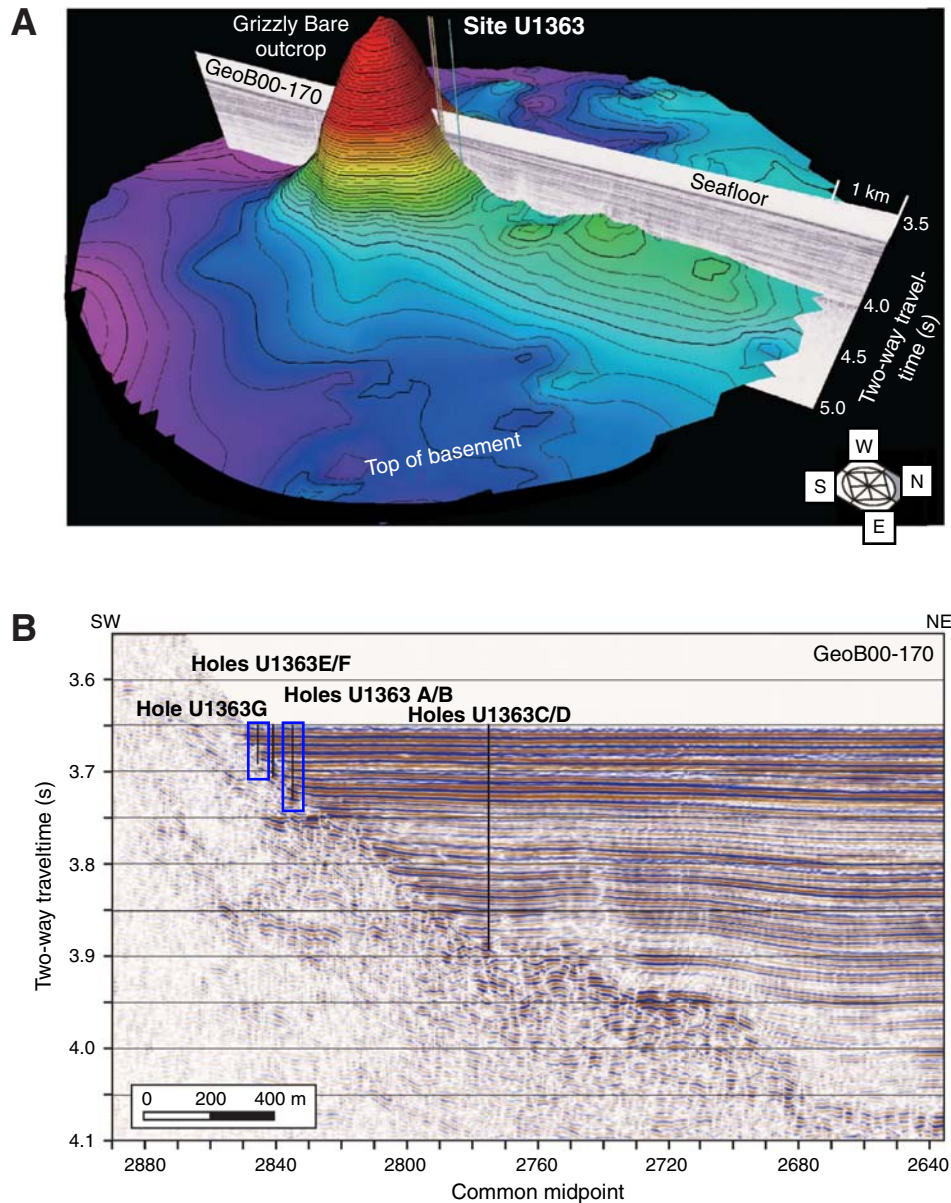 A
Grizzly Bare
outcrop
Site U1363
GeoB00-170
Seafloor
1 km
3.5
4.0
4.5
5.0
Two-way travel-
time (s)
Top of basement
W
S
N
E
B
SW
NE
GeoB00-170
Holes U1363E/F
Holes U1363 A/B
Hole U1363G
Holes U1363C/D
3.6
3.7
3.8
3.9
4.0
4.1
Two-way traveltime (s)
0 200 400 m
2880 2840 2800 2760 2720 2680 2640
Common midpoint